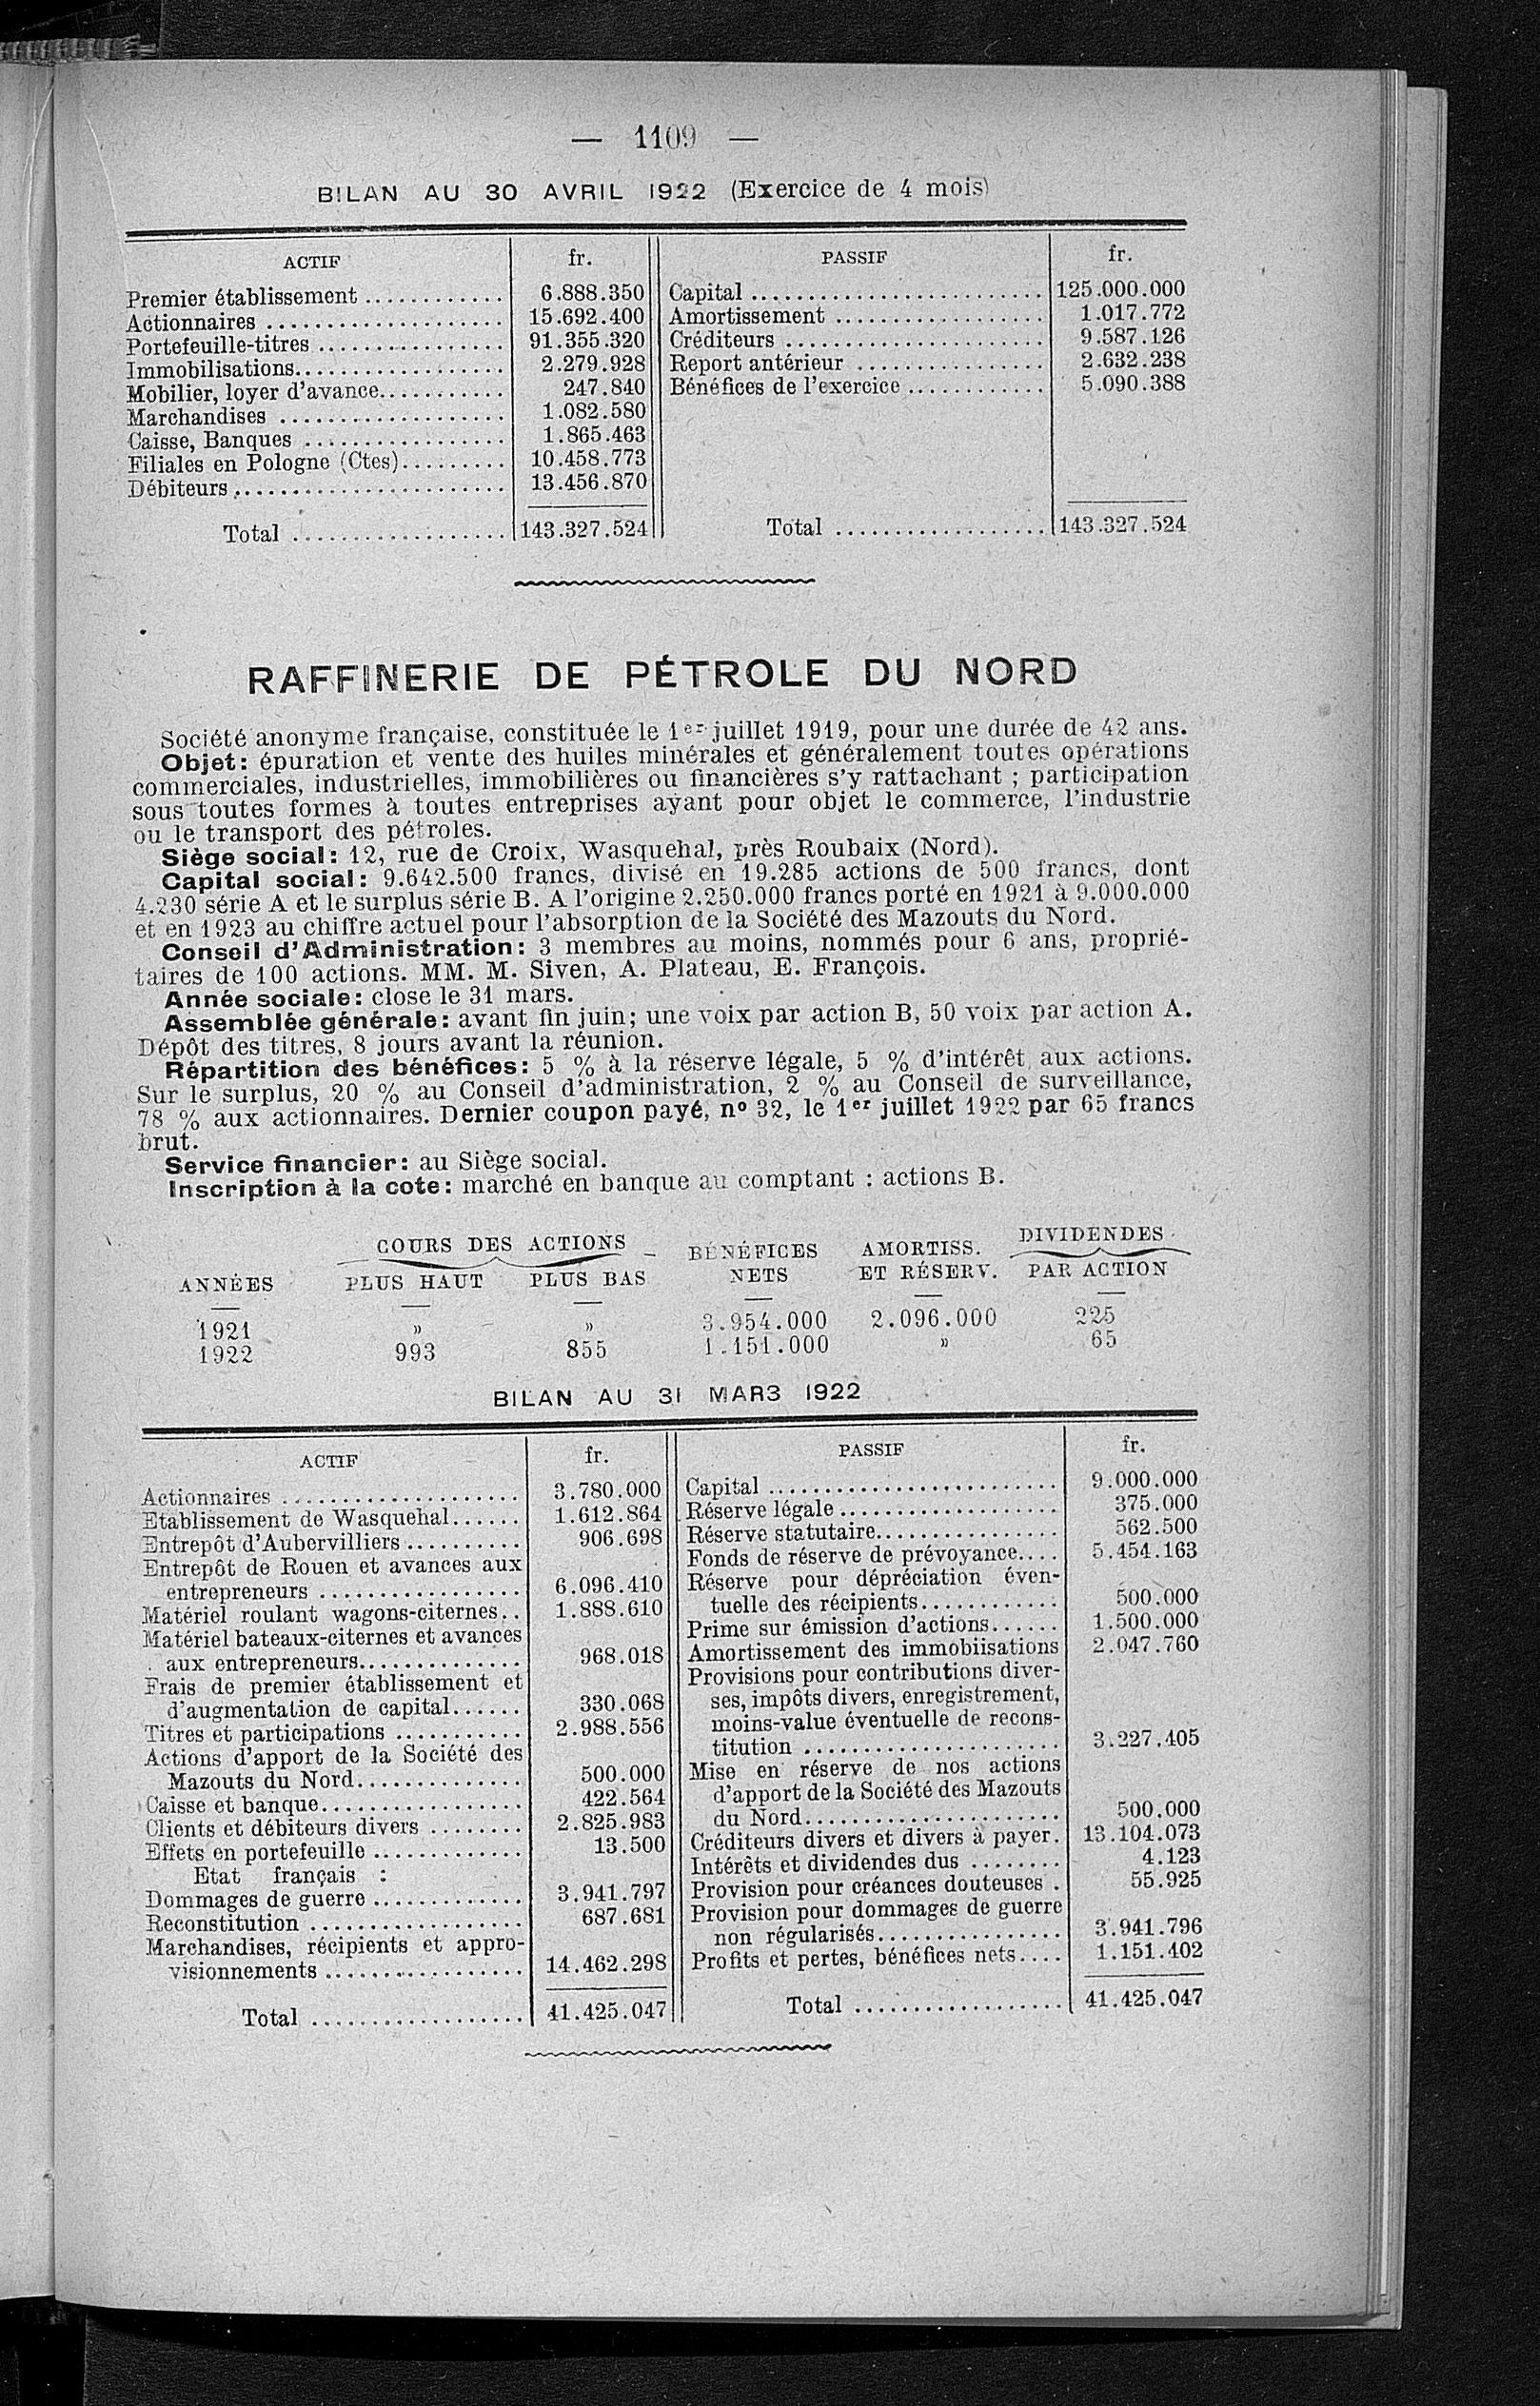 — 1109 —
BILAN AU 30 AVRIL 1922 (Exercice de 4 mois)
ACTIF fr. PASSIF fr.
Premier établissement ............ 6.888.350 Capital .......................... 125.000.000
Actionnaires ..................... 15.692.400 Amortissement .................. 1.017.772
Portefeuille-titres ................ 91.355.320 Créditeurs ...................... 9.587.126
Immobilisations.................. 2.279.928 Report antérieur ................ 2.632.238
Mobilier, loyer d'avance........... 247.840 Bénéfices de l'exercice ............ 5.090.388
Marchandises ................... 1.082.580
Caisse, Banques ................. 1.865.463
Filiales en Pologne (Ctes)......... 10.458.773
Débiteurs....................... 13.456.870
Total .................. 143.327.524 Total .................. 143.327.524
RAFFINERIE DE PÉTROLE DU NORD
Société anonyme française, constituée le 1er juillet 1919, pour une durée de 42 ans.
Objet: épuration et vente des huiles minérales et généralement toutes opérations
commerciales, industrielles, immobilières ou financières s'y rattachant ; participation
sous toutes formes à toutes entreprises ayant pour objet le commerce, l'industrie
ou le transport des pétroles.
Siège social: 12, rue de Croix, Wasquehal, près Roubaix (Nord).
Capital social: 9.642.500 francs, divisé en 19.285 actions de 500 francs, dont
4.230 série A et le surplus série B. A l'origine 2.250.000 francs porté en 1921 à 9.000.000
et en 1923 au chiffre actuel pour l'absorption de la Société des Mazouts du Nord.
Conseil d'Administration: 3 membres au moins, nommés pour 6 ans, proprié-
taires de 100 actions. MM. M. Siven, A. Plateau, E. François.
Année sociale: close le 31 mars.
Assemblée générale: avant fin juin; une voix par action B, 50 voix par action A.
Dépôt des titres, 8 jours avant la réunion.
Répartition des bénéfices: 5 % à la réserve légale, 5 % d'intérêt aux actions.
Sur le surplus, 20 % au Conseil d'administration, 2 % au Conseil de surveillance,
78 % aux actionnaires. Dernier coupon payé, nº 32, le 1er juillet 1922 par 65 francs
brut.
Service financier: au Siège social.
Inscription à la cote: marché en banque au comptant : actions B.
COURS DES ACTIONS BÉNÉFICES AMORTISS. DIVIDENDES
ANNÉES PLUS HAUT PLUS BAS NETS ET RÉSERV. PAR ACTION
1921 » » 3.954.000 2.096.000 225
1922 993 855 1.151.000 » 65
BILAN AU 31 MARS 1922
ACTIF fr. PASSIF fr.
Actionnaires .................... 3.780.000 Capital ......................... 9.000.000
Etablissement de Wasquehal...... 1.612.864 Réserve légale ................... 375.000
Entrepôt d'Aubervilliers .......... 906.698 Réserve statutaire................ 562.500
Entrepôt de Rouen et avances aux Fonds de réserve de prévoyance.... 5.454.163
entrepreneurs .................. 6.096.410 Réserve pour dépréciation éven-
Matériel roulant wagons-citernes.. 1.888.610 tuelle des récipients............ 500.000
Matériel bateaux-citernes et avances Prime sur émission d'actions...... 1.500.000
aux entrepreneurs.............. 968.018 Amortissement des immobiisations 2.047.760
Frais de premier établissement et Provisions pour contributions diver-
d'augmentation de capital...... 330.068 ses, impôts divers, enregistrement,
Titres et participations ........... 2.988.556 moins-value éventuelle de recons-
Actions d'apport de la Société des titution ....................... 3.227.405
Mazouts du Nord............... 500.000 Mise en réserve de nos actions
Caisse et banque.................. 422.564 d'apport de la Société des Mazouts
Clients et débiteurs divers ........ 2.825.983 du Nord...................... 500.000
Effets en portefeuille ............. 13.500 Créditeurs divers et divers à payer. 13.104.073
Etat français : Intérêts et dividendes dus ........ 4.123
Dommages de guerre ............. 3.941.797 Provision pour créances douteuses . 55.925
Reconstitution ................... 687.681 Provision pour dommages de guerre
Marchandises, récipients et appro- non régularisés................ 3.941.796
visionnements .................. 14.462.298 Profits et pertes, bénéfices nets.... 1.151.402
Total .................. 41.425.047 Total .................. 41.425.047